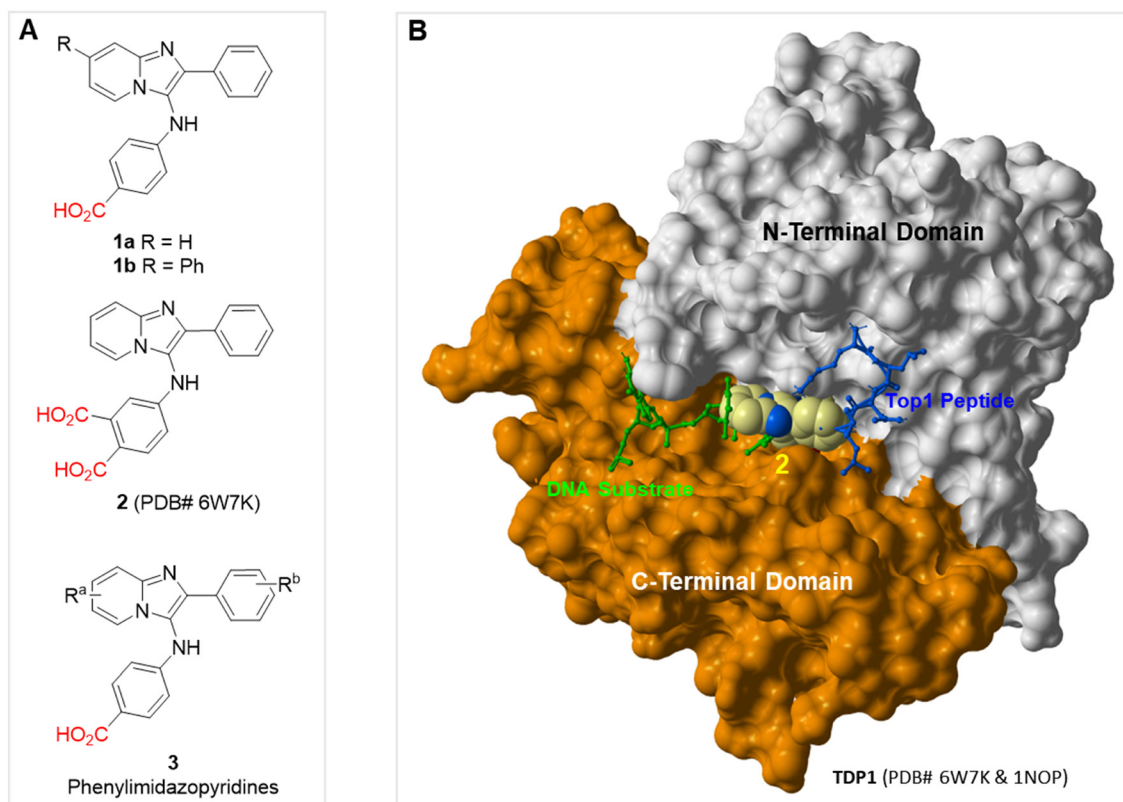 A
R
N
N
NH
HO₂C
1a R = H
1b R = Ph
N
N
NH
HO₂C
HO₂C
2 (PDB# 6W7K)
N
Rᵃ
N
Rᵇ
NH
HO₂C
3
Phenylimidazopyridines
B
N-Terminal Domain
Top1 Peptide
2
DNA Substrate
C-Terminal Domain
TDP1 (PDB# 6W7K & 1NOP)